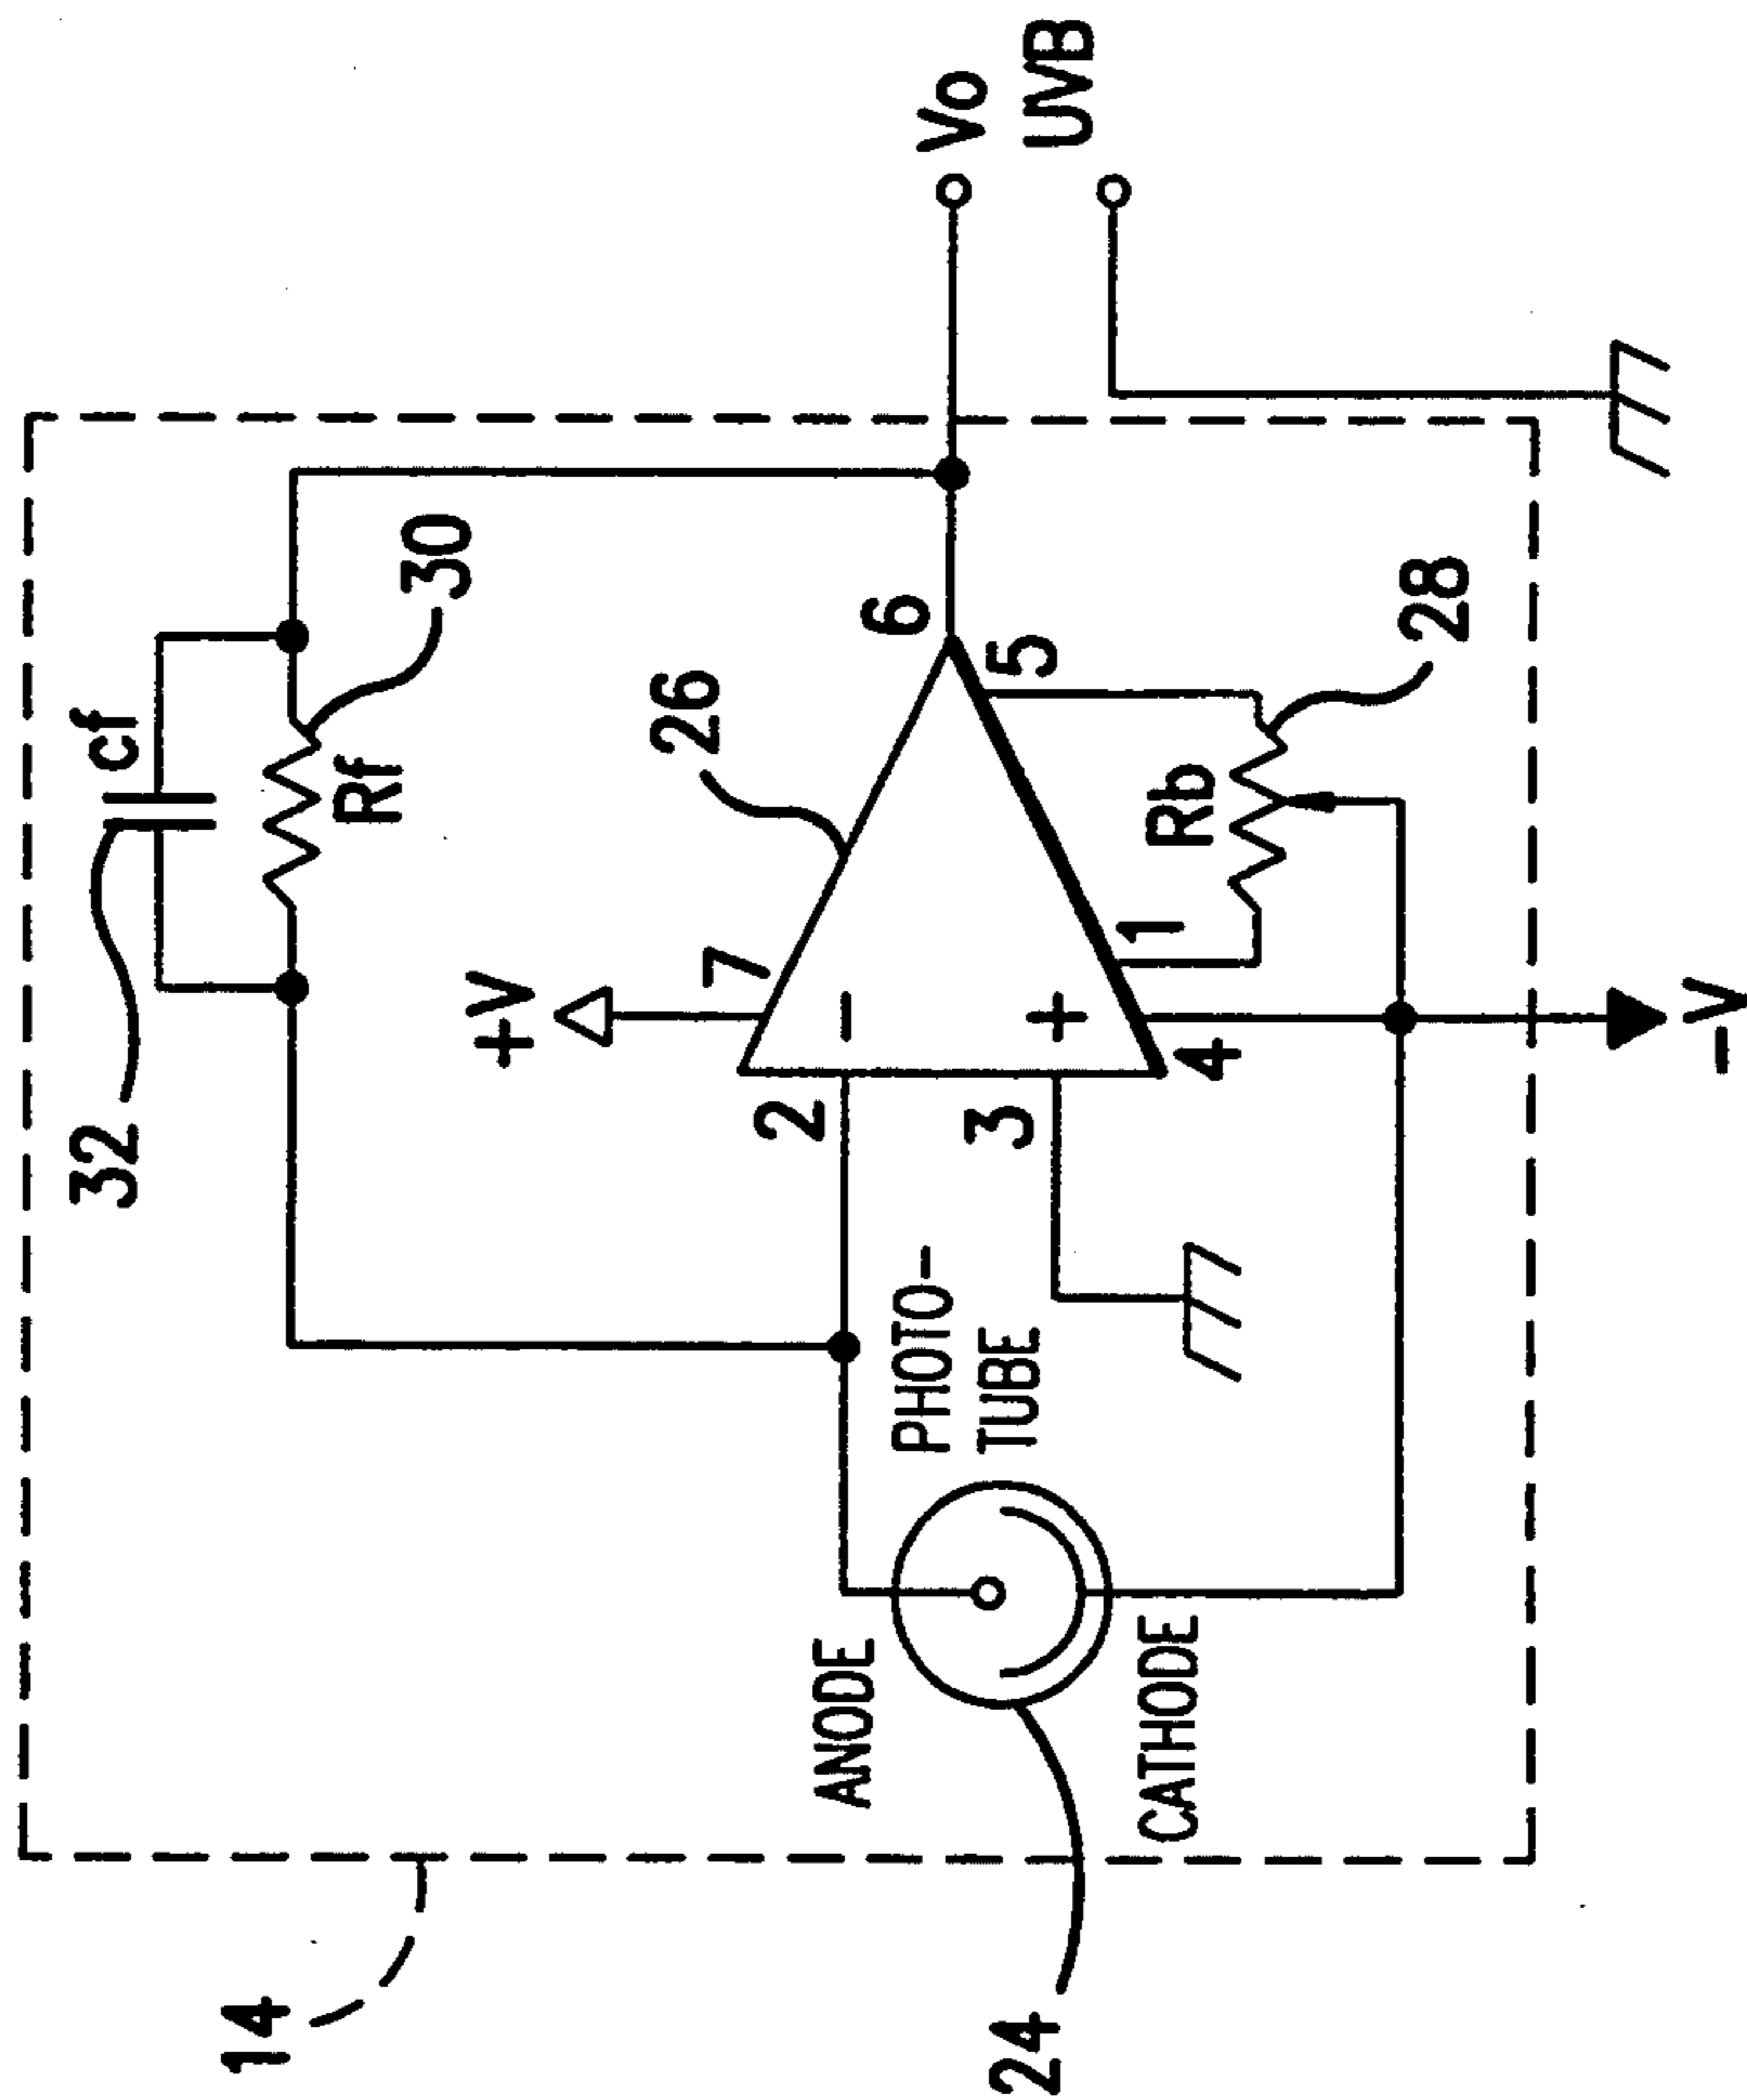 14
32
cf
Rf
30
+V
7
26
2
-
6
Vo
UVB
ANODE
PHOTO-
TUBE
3
+
5
4
1
Rb
28
CATHODE
24
-V